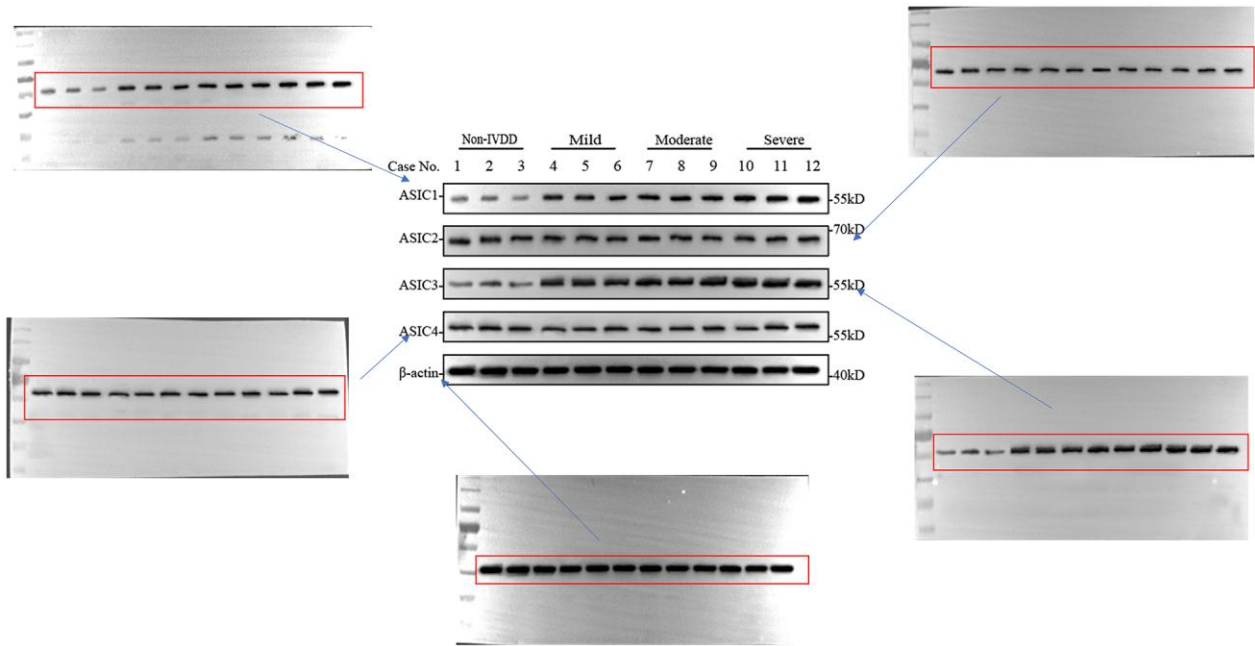 Non-IVDD Mild Moderate Severe
Case No. 1 2 3 4 5 6 7 8 9 10 11 12
ASIC1 -55kD
-70kD
ASIC2
ASIC3 -55kD
ASIC4 -55kD
β-actin -40kD